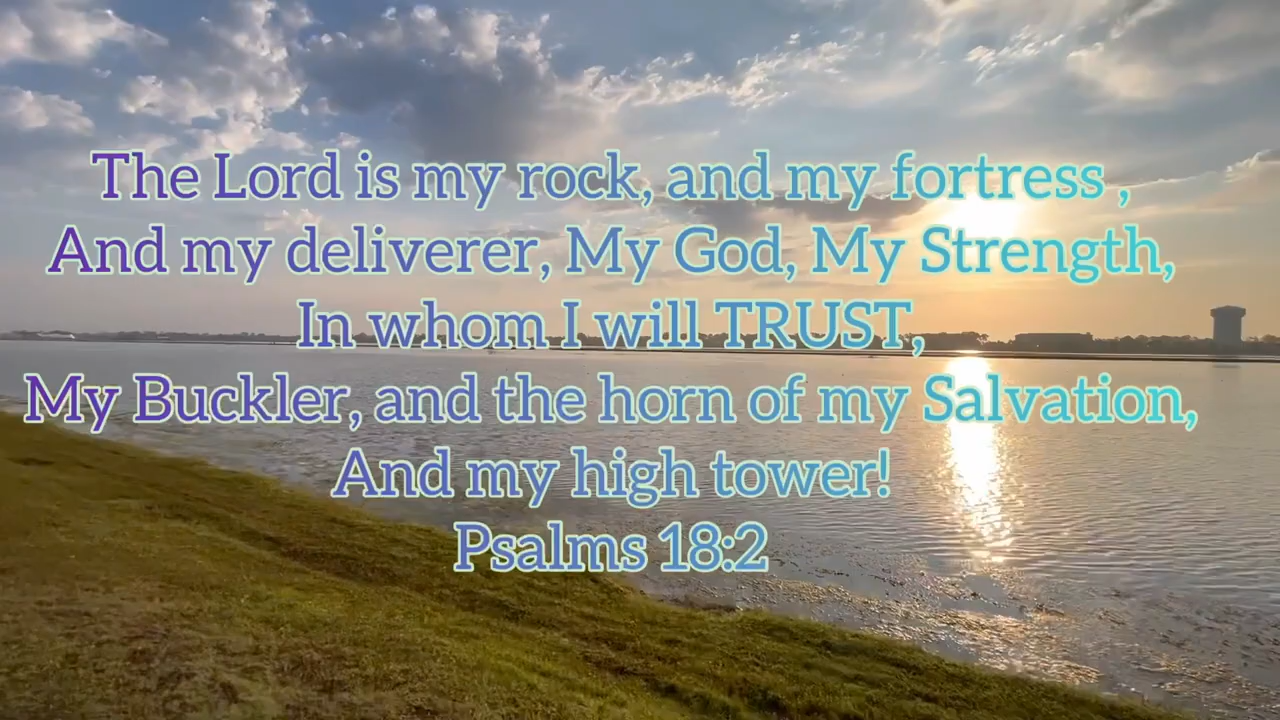 The Lord is my rock, and my fortress ,
And my deliverer, My God, My Strength,
In whom I will TRUST,
My Buckler, and the horn of my Salvation,
And my high tower!
Psalms 18:2